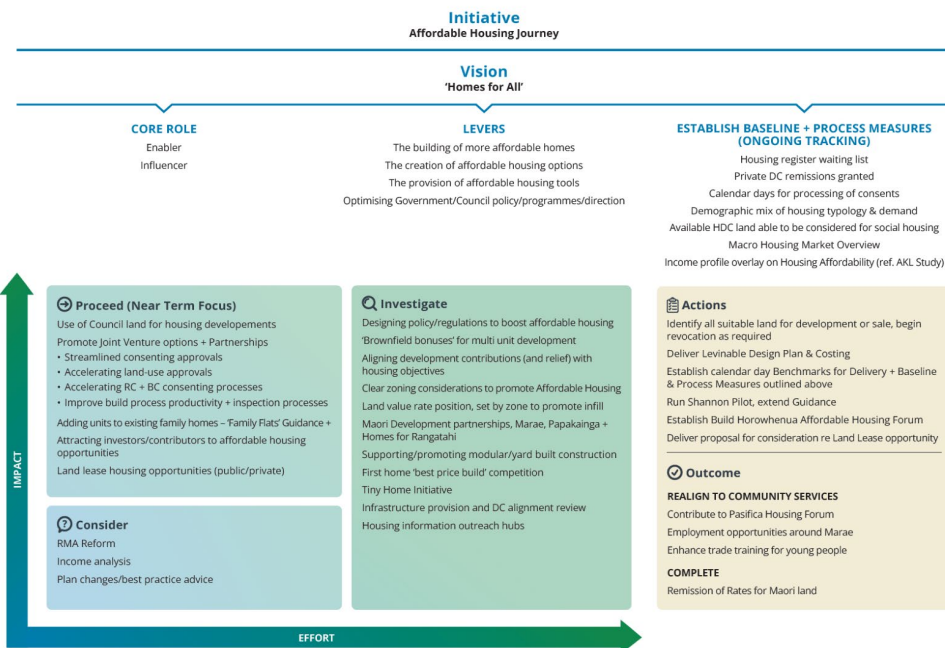 Initiative
Affordable Housing Journey
Vision
'Homes for All'
CORE ROLE
Enabler
Influencer
LEVERS
The building of more affordable homes
The creation of affordable housing options
The provision of affordable housing tools
Optimising Government/Council policy/programmes/direction
ESTABLISH BASELINE + PROCESS MEASURES
(ONGOING TRACKING)
Housing register waiting list
Private DC remissions granted
Calendar days for processing of consents
Demographic mix of housing typology & demand
Available HDC land able to be considered for social housing
Macro Housing Market Overview
Income profile overlay on Housing Affordability (ref. AKL Study)
IMPACT
Proceed (Near Term Focus)
Use of Council land for housing developements
Promote Joint Venture options + Partnerships
• Streamlined consenting approvals
• Accelerating land-use approvals
• Accelerating RC + BC consenting processes
• Improve build process productivity + inspection processes
Adding units to existing family homes – 'Family Flats' Guidance +
Attracting investors/contributors to affordable housing
opportunities
Land lease housing opportunities (public/private)
Consider
RMA Reform
Income analysis
Plan changes/best practice advice
Investigate
Designing policy/regulations to boost affordable housing
'Brownfield bonuses' for multi unit development
Aligning development contributions (and relief) with
housing objectives
Clear zoning considerations to promote Affordable Housing
Land value rate position, set by zone to promote infill
Maori Development partnerships, Marae, Papakainga +
Homes for Rangatahi
Supporting/promoting modular/yard built construction
First home 'best price build' competition
Tiny Home Initiative
Infrastructure provision and DC alignment review
Housing information outreach hubs
Actions
Identify all suitable land for development or sale, begin
revocation as required
Deliver Levinable Design Plan & Costing
Establish calendar day Benchmarks for Delivery + Baseline
& Process Measures outlined above
Run Shannon Pilot, extend Guidance
Establish Build Horowhenua Affordable Housing Forum
Deliver proposal for consideration re Land Lease opportunity
Outcome
REALIGN TO COMMUNITY SERVICES
Contribute to Pasifica Housing Forum
Employment opportunities around Marae
Enhance trade training for young people
COMPLETE
Remission of Rates for Maori land
EFFORT